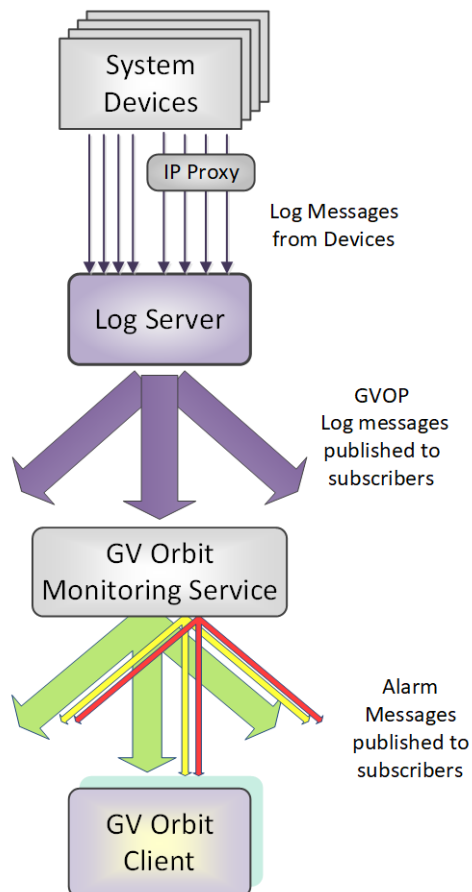 System
Devices
IP Proxy
Log Messages
from Devices
Log Server
GVOP
Log messages
published to
subscribers
GV Orbit
Monitoring Service
Alarm
Messages
published to
subscribers
GV Orbit
Client